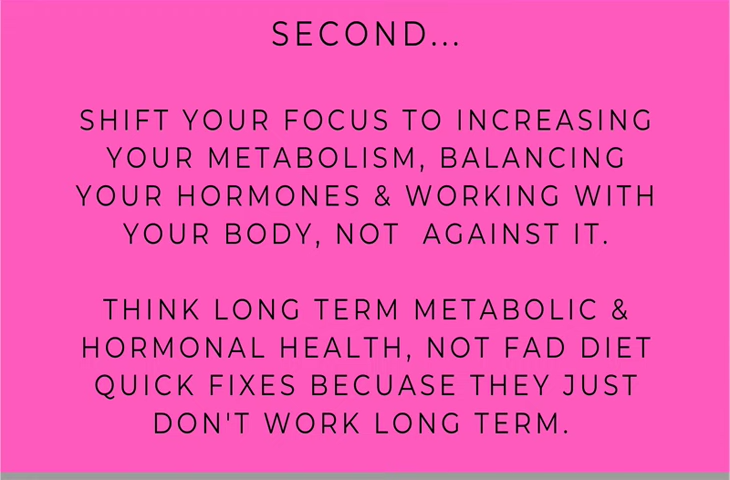 SECOND...
SHIFT YOUR FOCUS TO INCREASING
YOUR METABOLISM, BALANCING
YOUR HORMONES & WORKING WITH
YOUR BODY, NOT  AGAINST IT.
THINK LONG TERM METABOLIC &
HORMONAL HEALTH, NOT FAD DIET
QUICK FIXES BECUASE THEY JUST
DON'T WORK LONG TERM.